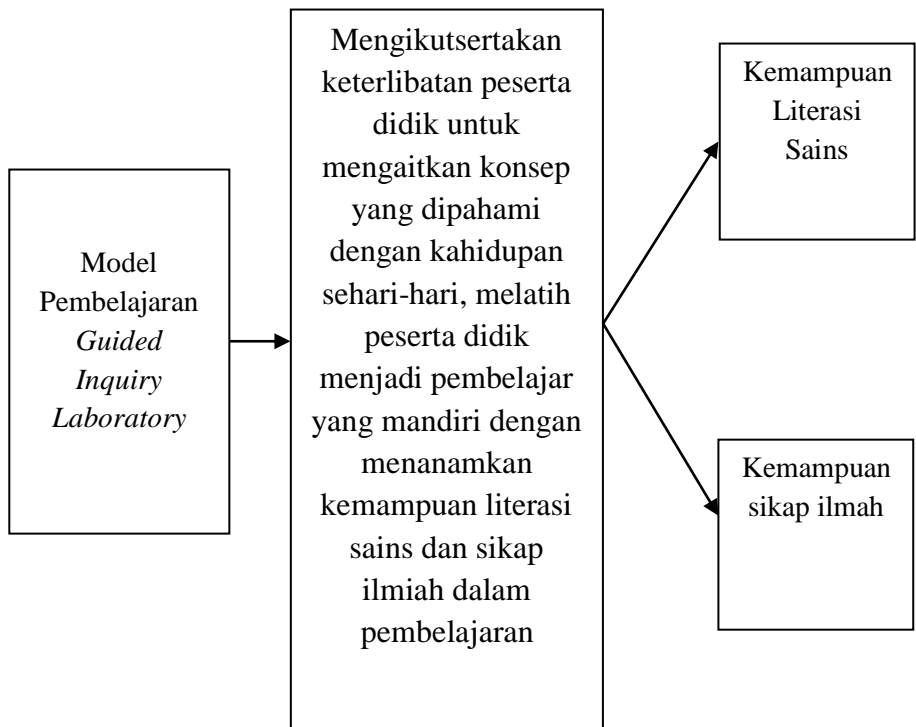 Model
Pembelajaran
Guided
Inquiry
Laboratory
Mengikutsertakan
keterlibatan peserta
didik untuk
mengaitkan konsep
yang dipahami
dengan kahidupan
sehari-hari, melatih
peserta didik
menjadi pembelajar
yang mandiri dengan
menanamkan
kemampuan literasi
sains dan sikap
ilmiah dalam
pembelajaran
Kemampuan
Literasi
Sains
Kemampuan
sikap ilmah